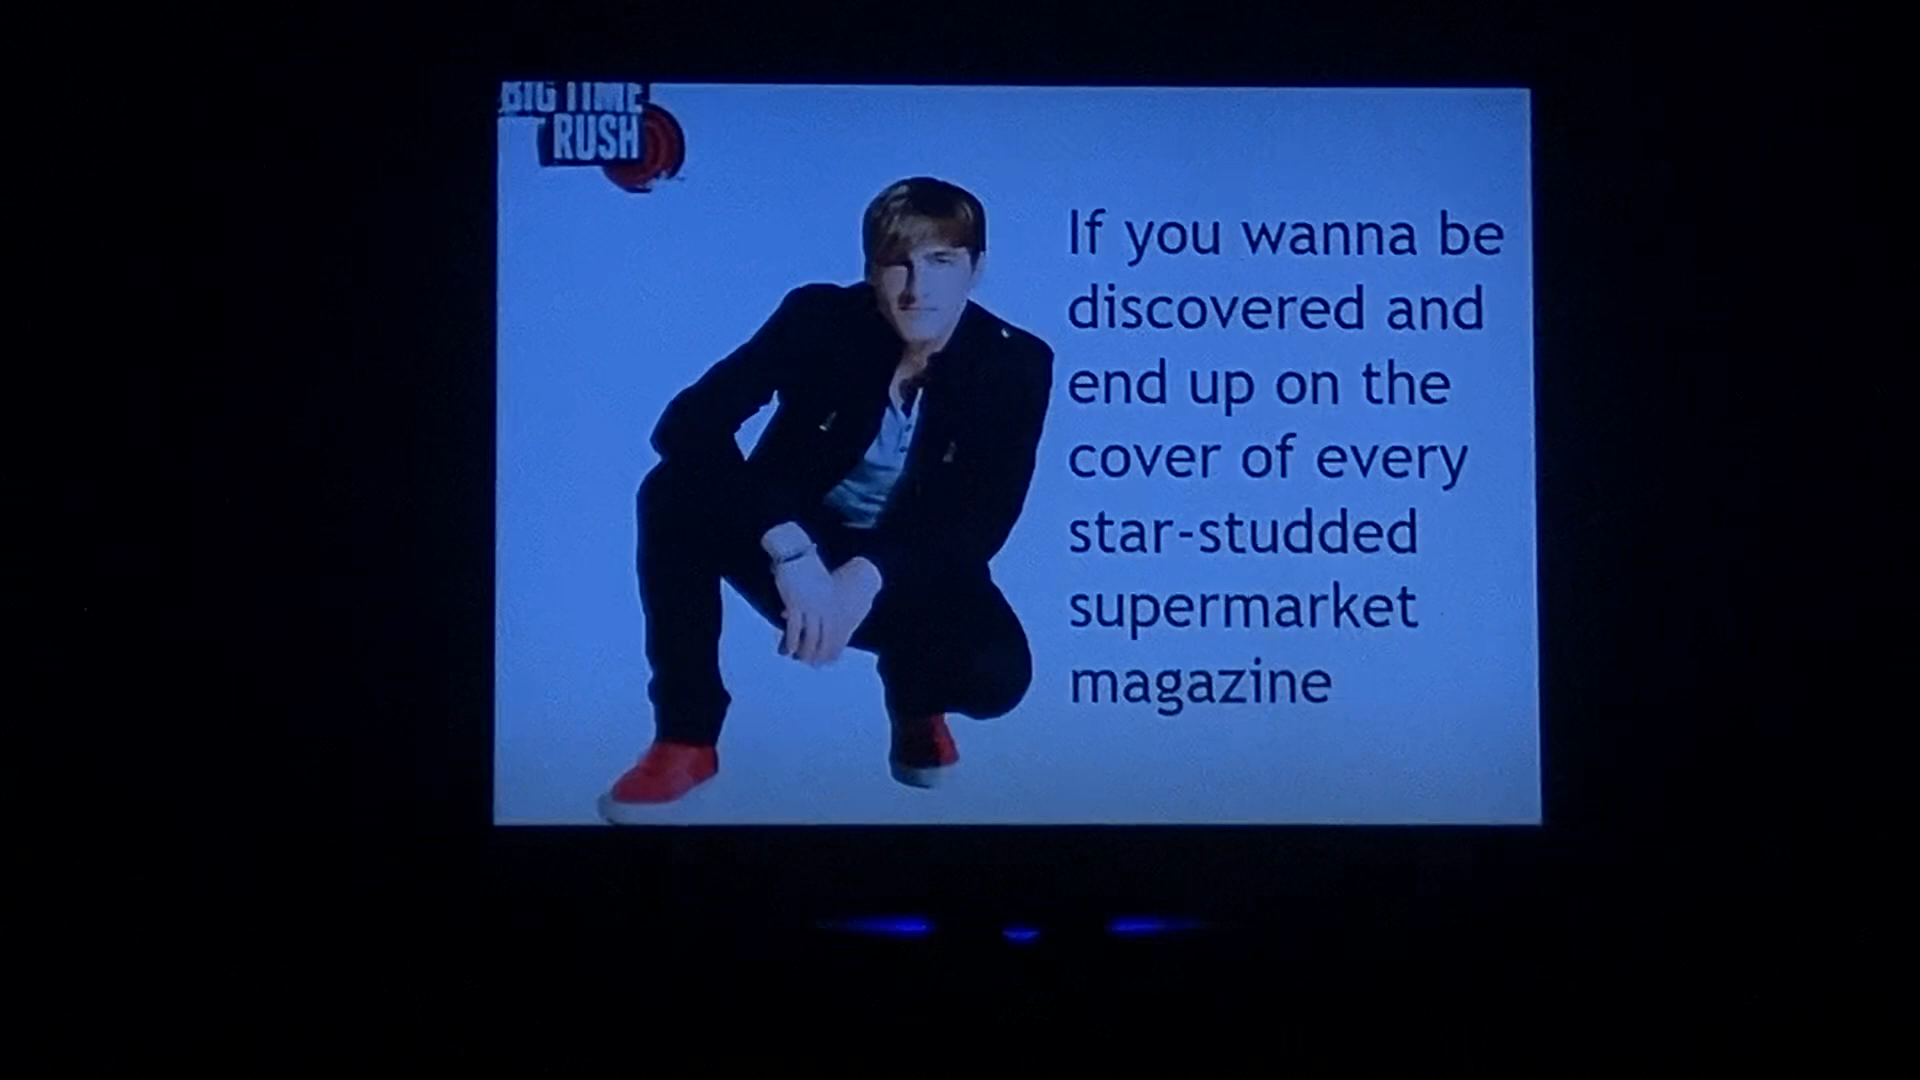 BIG TIME
RUSH
If you wanna be
discovered and
end up on the
cover of every
star-studded
supermarket
magazine